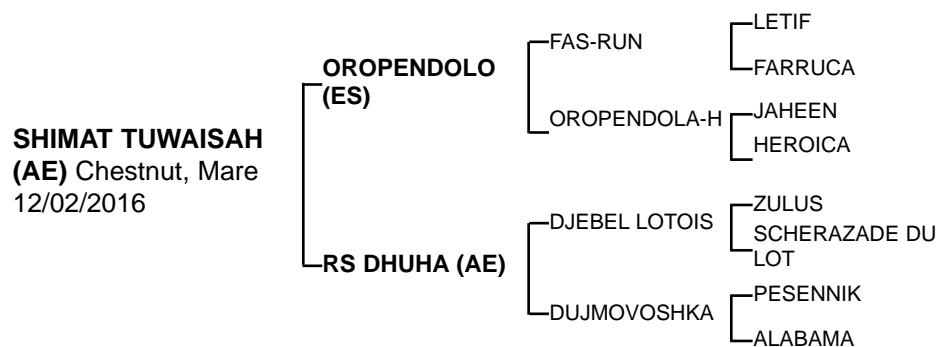 SHIMAT TUWAISAH
(AE) Chestnut, Mare
12/02/2016
OROPENDOLO
(ES)
RS DHUHA (AE)
FAS-RUN
OROPENDOLA-H
DJEBEL LOTOIS
DUJMOVOSHKA
LETIF
FARRUCA
JAHEEN
HEROICA
ZULUS
SCHERAZADE DU
LOT
PESENNIK
ALABAMA